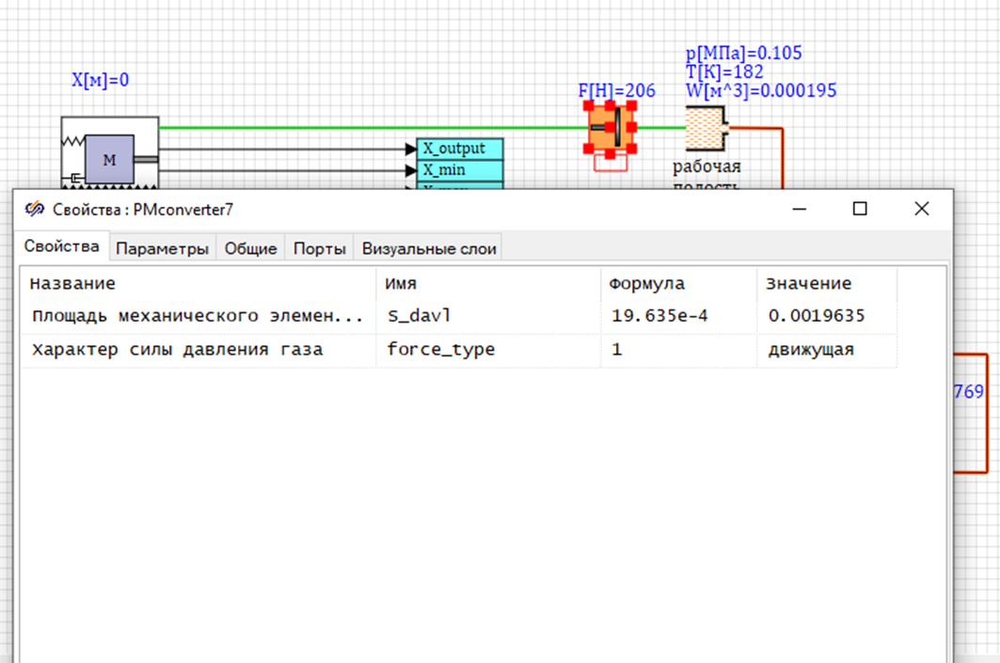 p[МПа]=0.105
T[К]=182
W[м^3]=0.000195
X[м]=0
F[Н]=206
M
X_output
X_min
рабочая
Свойства : PMconverter7
Свойства Параметры Общие Порты Визуальные слои
Название Имя Формула Значение
Площадь механического элемен... S_davl 19.635e-4 0.0019635
Характер силы давления газа force_type 1 движущая
769